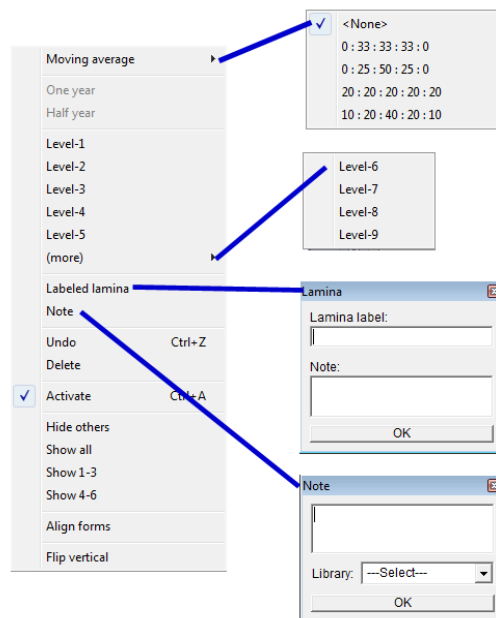 Moving average
One year
Half year
Level-1
Level-2
Level-3
Level-4
Level-5
(more)
Labeled lamina
Note
Undo Ctrl+Z
Delete
Activate Ctrl+A
Hide others
Show all
Show 1-3
Show 4-6
Align forms
Flip vertical
<None>
0 : 33 : 33 : 33 : 0
0 : 25 : 50 : 25 : 0
20 : 20 : 20 : 20 : 20
10 : 20 : 40 : 20 : 10
Level-6
Level-7
Level-8
Level-9
Lamina
Lamina label:
Note:
OK
Note
Library: ---Select---
OK